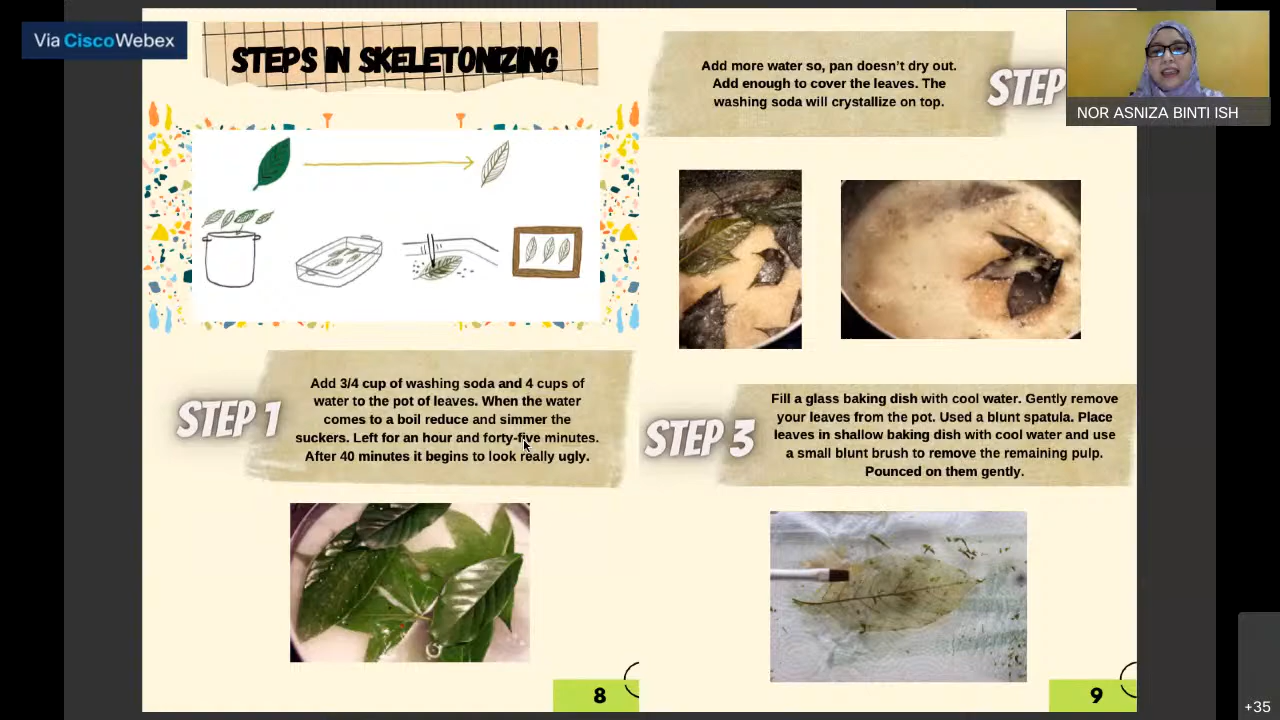 Via Cisco Webex
STEPS IN SKELETONIZING
Add 3/4 cup of washing soda and 4 cups of
water to the pot of leaves. When the water
STEP 1
comes to a boil reduce and simmer the
suckers. Left for an hour and forty-five minutes.
After 40 minutes it begins to look really ugly.
8
Add more water so, pan doesn't dry out.
Add enough to cover the leaves. The
washing soda will crystallize on top.
STEP
NOR ASNIZA BINTI ISH
Fill a glass baking dish with cool water. Gently remove
your leaves from the pot. Used a blunt spatula. Place
STEP 3
leaves in shallow baking dish with cool water and use
a small blunt brush to remove the remaining pulp.
Pounced on them gently.
9
+35